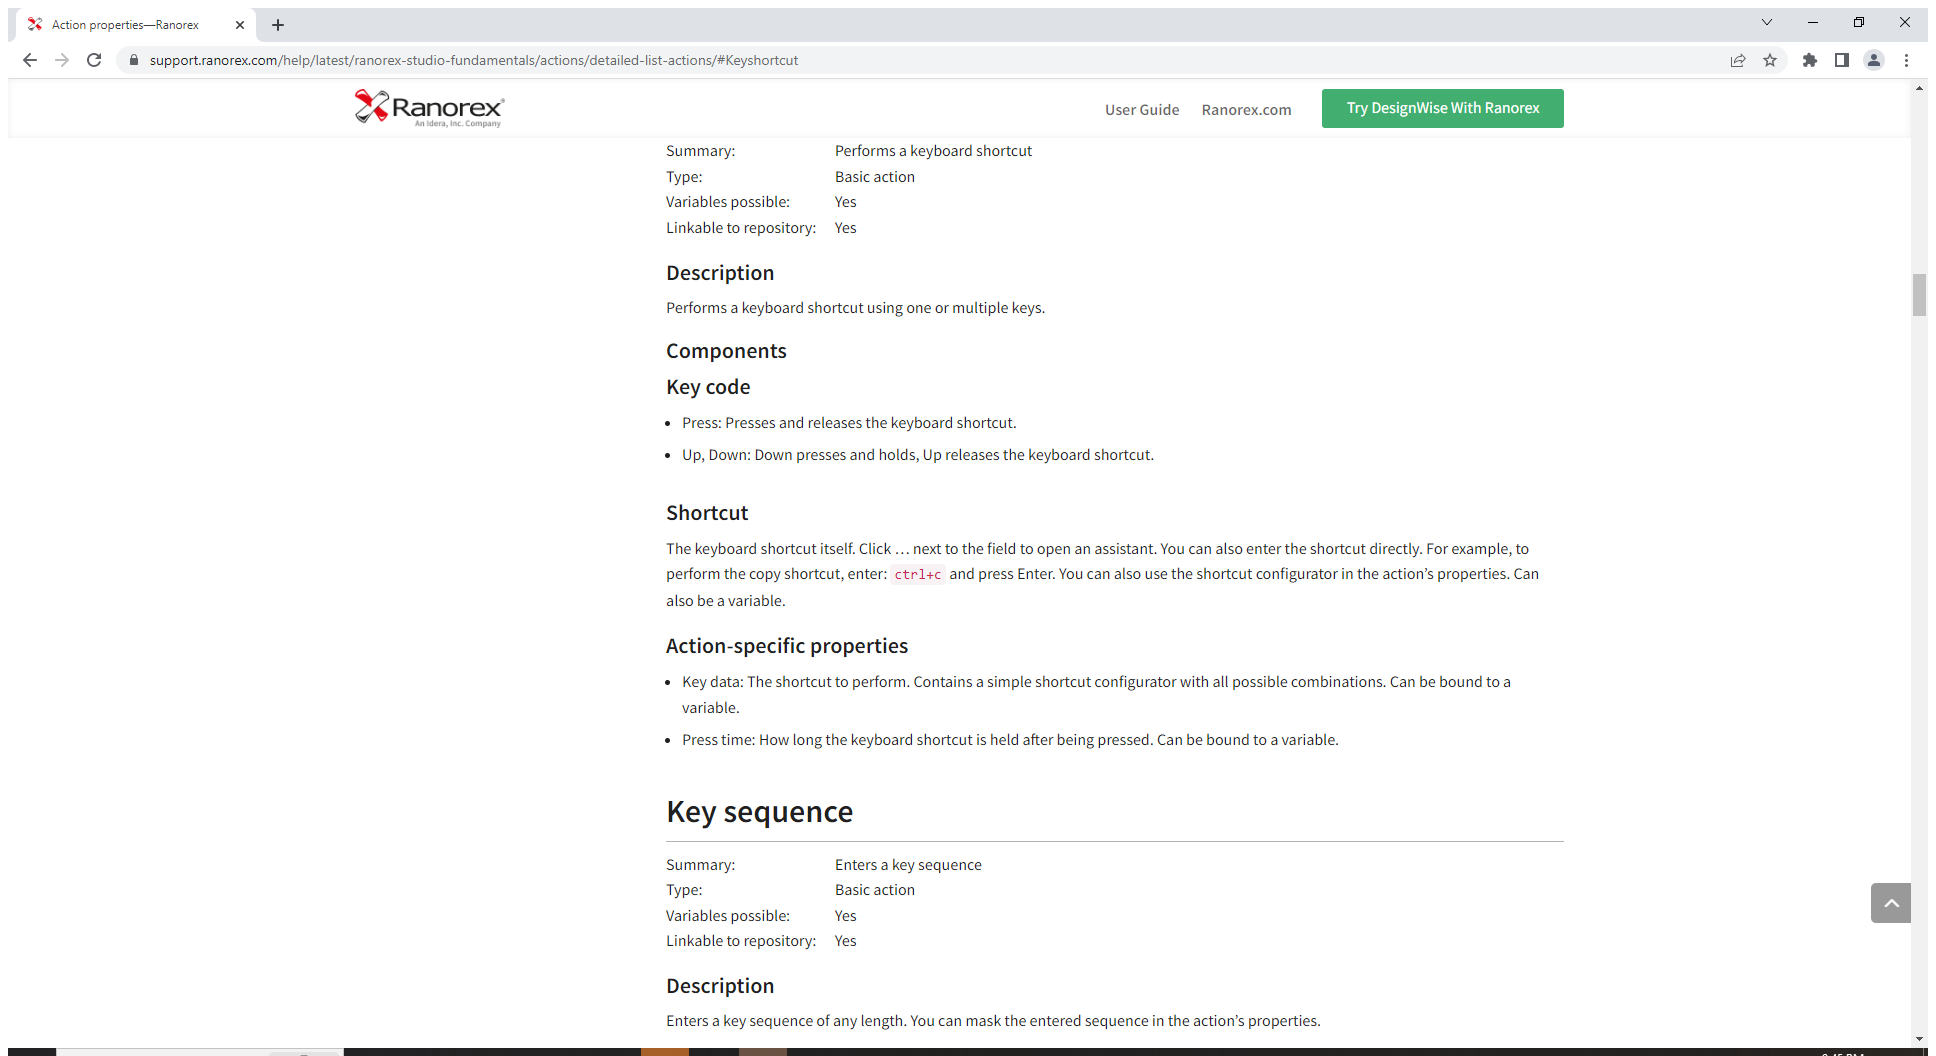 Action properties—Ranorex
support.ranorex.com/help/latest/ranorex-studio-fundamentals/actions/detailed-list-actions/#Keyshortcut
Ranorex®
An Idera, Inc. Company
User Guide
Ranorex.com
Try DesignWise With Ranorex
Summary: Performs a keyboard shortcut
Type: Basic action
Variables possible: Yes
Linkable to repository: Yes
Description
Performs a keyboard shortcut using one or multiple keys.
Components
Key code
• Press: Presses and releases the keyboard shortcut.
• Up, Down: Down presses and holds, Up releases the keyboard shortcut.
Shortcut
The keyboard shortcut itself. Click … next to the field to open an assistant. You can also enter the shortcut directly. For example, to
perform the copy shortcut, enter: ctrl+c and press Enter. You can also use the shortcut configurator in the action’s properties. Can
also be a variable.
Action-specific properties
• Key data: The shortcut to perform. Contains a simple shortcut configurator with all possible combinations. Can be bound to a
variable.
• Press time: How long the keyboard shortcut is held after being pressed. Can be bound to a variable.
Key sequence
Summary: Enters a key sequence
Type: Basic action
Variables possible: Yes
Linkable to repository: Yes
Description
Enters a key sequence of any length. You can mask the entered sequence in the action’s properties.